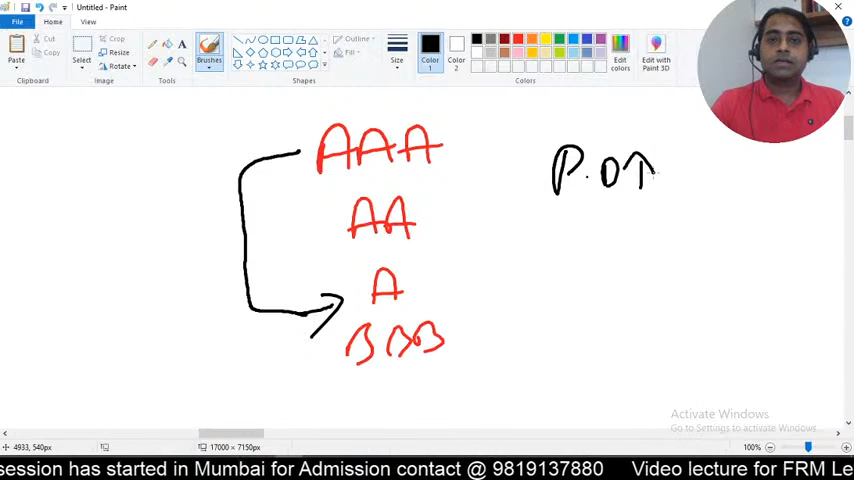 Untitled - Paint
File
Home
View
Paste
Cut
Copy
Clipboard
Select
Crop
Resize
Rotate
Image
A
Tools
Brushes
Outline
Fill
Shapes
Size
Color 1
Color 2
Edit colors
Edit with Paint 3D
Colors
AAA
P.D↑
AA
A
BBB
Activate Windows
Go to Settings to activate Windows.
4933, 540px
17000 × 7150px
100%
session has started in Mumbai for Admission contact @ 9819137880 Video lecture for FRM Le